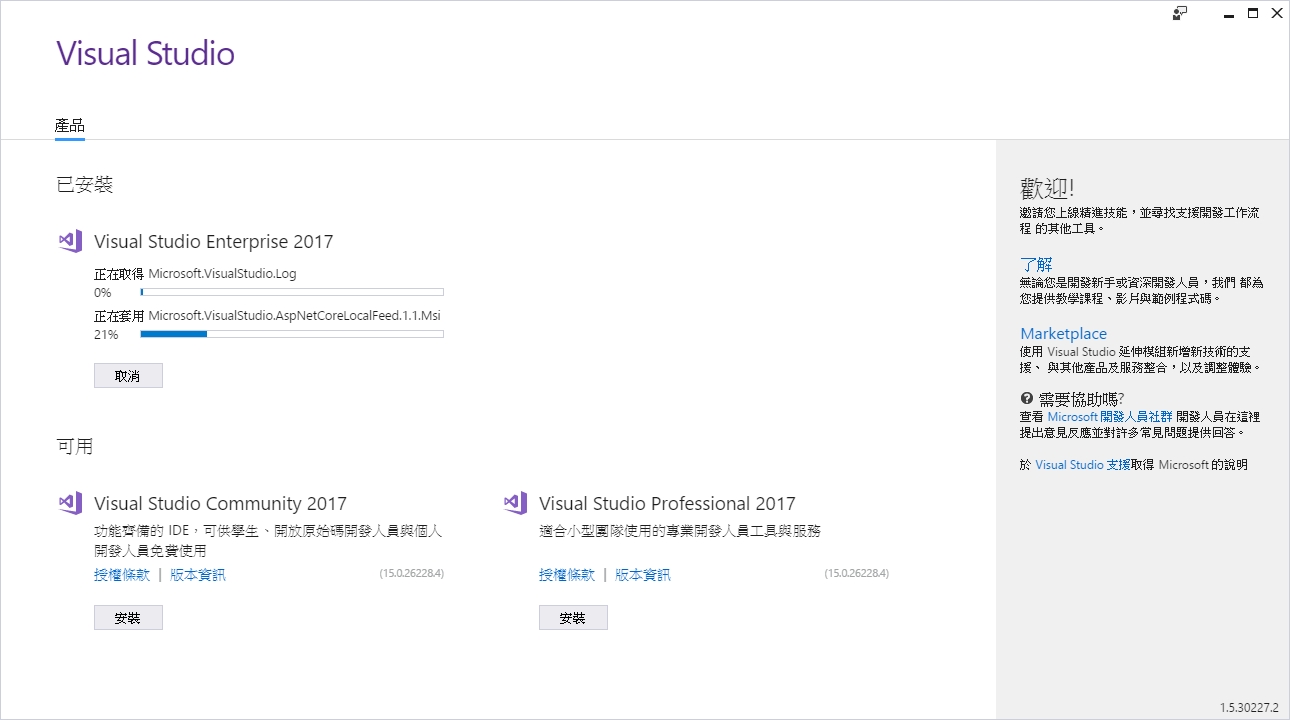 Visual Studio
產品
已安裝
Visual Studio Enterprise 2017
正在取得 Microsoft.VisualStudio.Log
0%
正在套用 Microsoft.VisualStudio.AspNetCoreLocalFeed.1.1.Msi
21%
取消
可用
Visual Studio Community 2017
功能齊備的 IDE，可供學生、開放原始碼開發人員與個人
開發人員免費使用
授權條款 | 版本資訊 (15.0.26228.4)
安裝
Visual Studio Professional 2017
適合小型團隊使用的專業開發人員工具與服務
授權條款 | 版本資訊 (15.0.26228.4)
安裝
歡迎!
邀請您上線精進技能，並尋找支援開發工作流
程 的其他工具。
了解
無論您是開發新手或資深開發人員，我們 都為
您提供教學課程、影片與範例程式碼。
Marketplace
使用 Visual Studio 延伸模組新增新技術的支
援、 與其他產品及服務整合，以及調整體驗。
需要協助嗎?
查看 Microsoft 開發人員社群 開發人員在這裡
提出意見反應並對許多常見問題提供回答。
於 Visual Studio 支援取得 Microsoft 的說明
1.5.30227.2